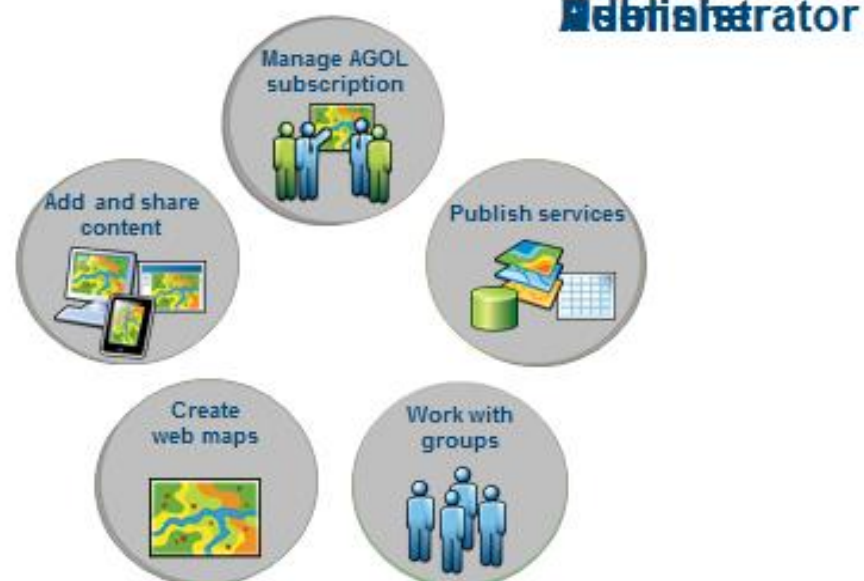 Manage AGOL
subscription
Add and share
content
Publish services
Create
web maps
Work with
groups